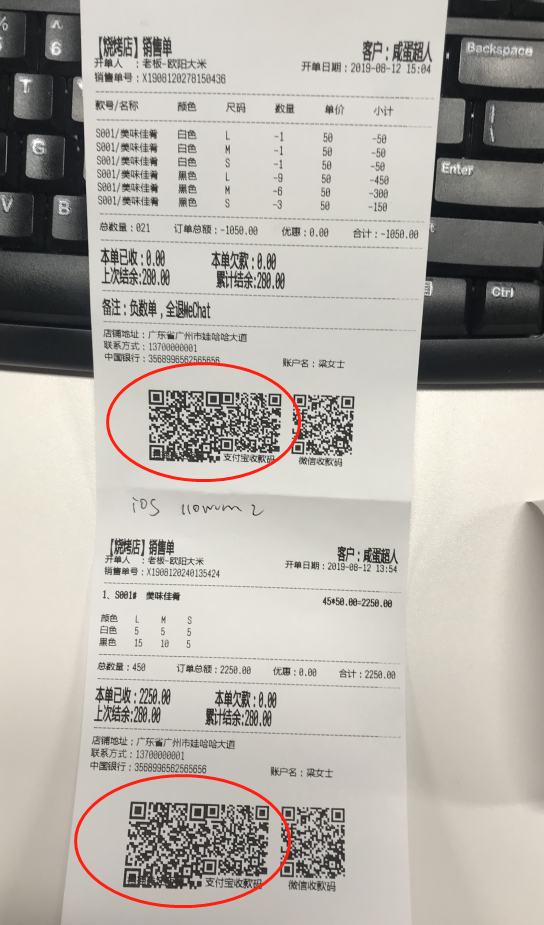 Backspace
Enter
Ctrl
6
T
G
V
B
【烧烤店】销售单 客户：咸蛋超人
开单人 ：老板-欧阳大米 开单日期：2019-08-12 15:04
销售单号：X1908120278150436
款号/名称 颜色 尺码 数量 单价 小计
S001/美味佳肴 白色 L -1 50 -50
S001/美味佳肴 白色 M -1 50 -50
S001/美味佳肴 白色 S -1 50 -50
S001/美味佳肴 黑色 L -9 50 -450
S001/美味佳肴 黑色 M -6 50 -300
S001/美味佳肴 黑色 S -3 50 -150
总数量：021 订单总额：-1050.00 优惠：0.00 合计：-1050.00
本单已收：0.00 本单欠款：0.00
上次结余：280.00 累计结余：280.00
备注：负数单，全退WeChat
店铺地址：广东省广州市娃哈哈大道
联系方式：13700000001
中国银行：3568996562565656 账户名：梁女士
支付宝收款码 微信收款码
iOS 110mm 2
【烧烤店】销售单 客户：咸蛋超人
开单人 ：老板-欧阳大米 开单日期：2019-08-12 13:54
销售单号：X1908120240135424
1、S001# 美味佳肴 45*50.00=2250.00
颜色 L M S
白色 5 5 5
黑色 15 10 5
总数量：450 订单总额：2250.00 优惠：0.00 合计：2250.00
本单已收：2250.00 本单欠款：0.00
上次结余：280.00 累计结余：280.00
店铺地址：广东省广州市娃哈哈大道
联系方式：13700000001
中国银行：3568996562565656 账户名：梁女士
支付宝收款码 微信收款码